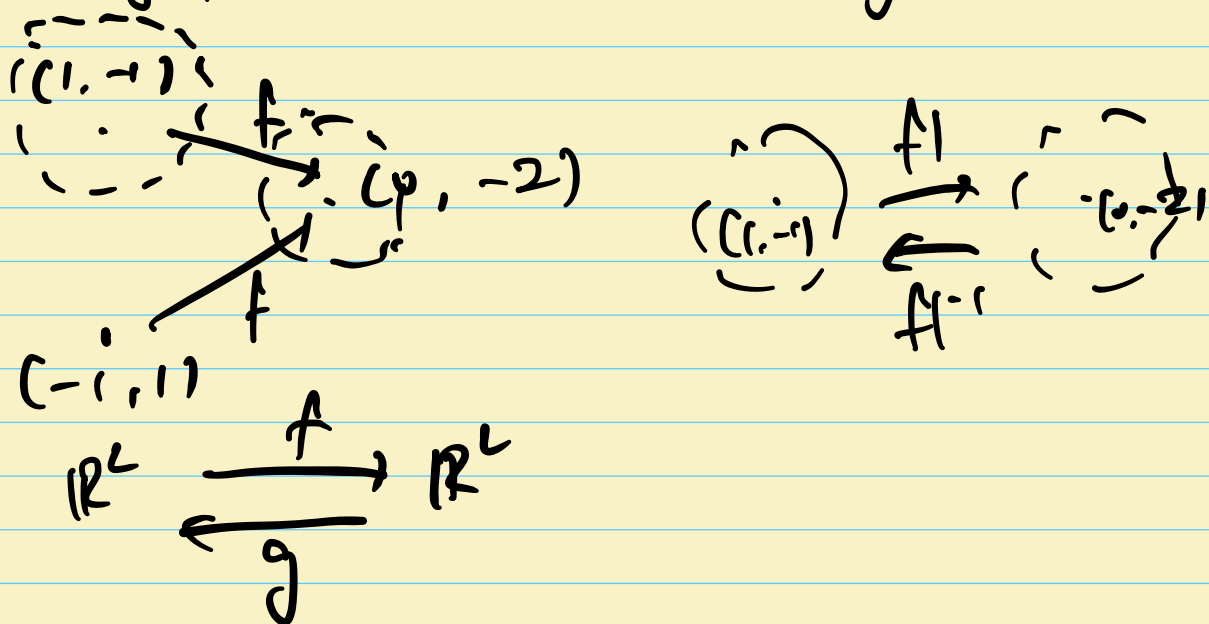 (1, -1)
f
(0, -2)
f
(-1, 1)
f|
(1, -1)
(0, -2)
f|⁻¹
f
ℝ² ℝ²
g